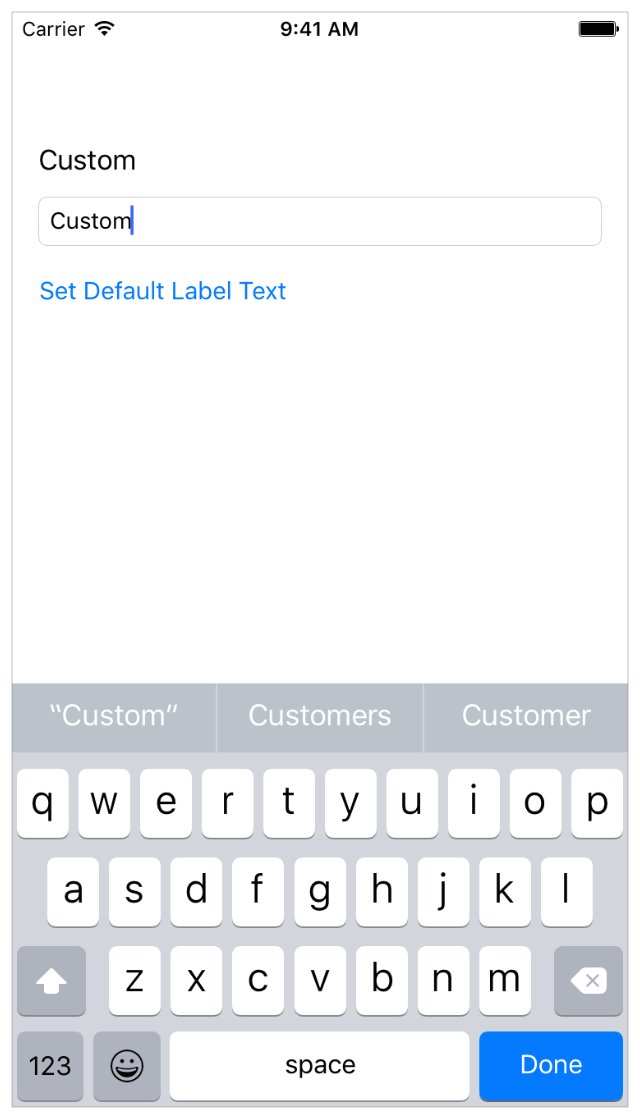 Carrier 9:41 AM
Custom
Custom
Set Default Label Text
“Custom” Customers Customer
q w e r t y u i o p
a s d f g h j k l
z x c v b n m
123 space Done